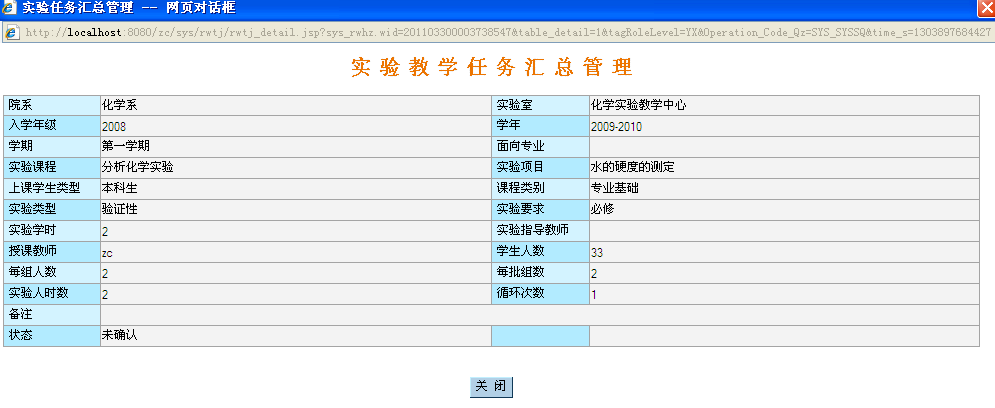 实验任务汇总管理 -- 网页对话框
http://localhost:8080/zc/sys/rwtj/rwtj_detail.jsp?sys_rwhz.wid=201103300003738547&table_detail=1&tagRoleLevel=YX&Operation_Code_Qz=SYS_SYSSQ&time_s=1303897684427
实验教学任务汇总管理
院系 化学系 实验室 化学实验教学中心
入学年级 2008 学年 2009-2010
学期 第一学期 面向专业
实验课程 分析化学实验 实验项目 水的硬度的测定
上课学生类型 本科生 课程类别 专业基础
实验类型 验证性 实验要求 必修
实验学时 2 实验指导教师
授课教师 zc 学生人数 33
每组人数 2 每批组数 2
实验人时数 2 循环次数 1
备注
状态 未确认
关 闭